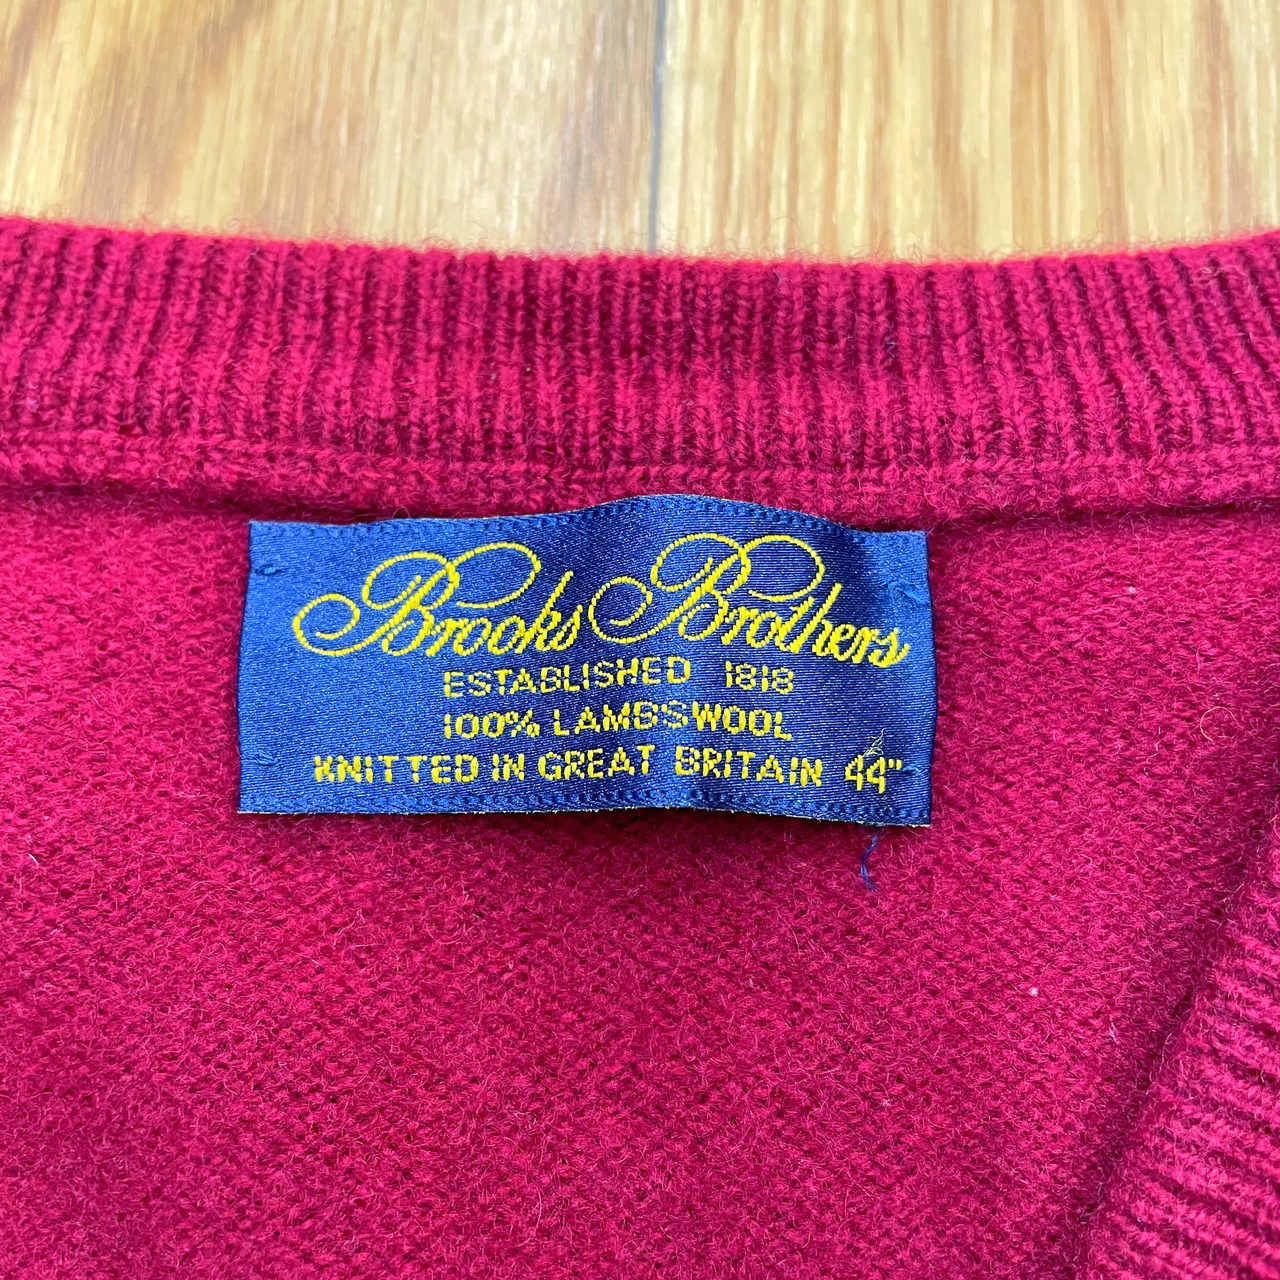 Brooks Brothers
ESTABLISHED 1818
100% LAMBSWOOL
KNITTED IN GREAT BRITAIN 44"